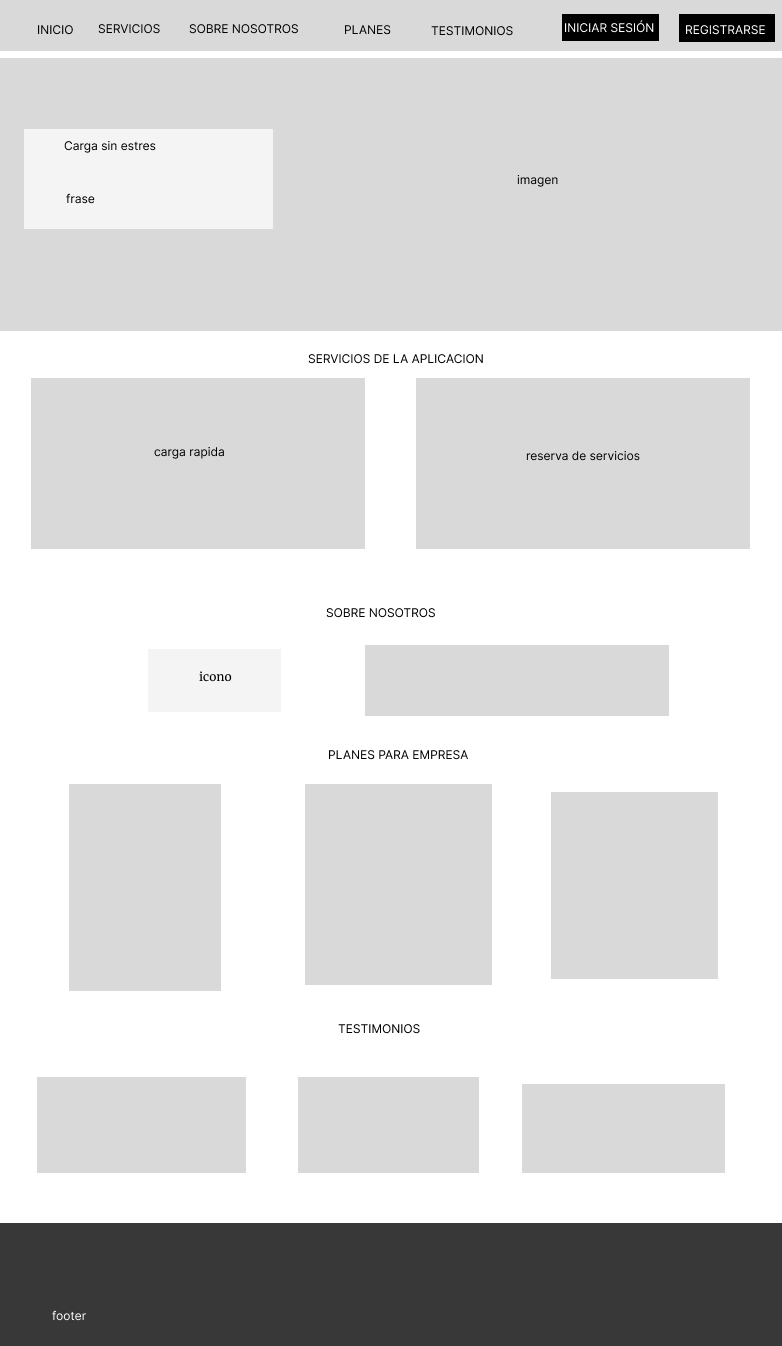 INICIO
SERVICIOS
SOBRE NOSOTROS
PLANES
TESTIMONIOS
INICIAR SESIÓN
REGISTRARSE
Carga sin estres
frase
imagen
SERVICIOS DE LA APLICACION
carga rapida
reserva de servicios
SOBRE NOSOTROS
icono
PLANES PARA EMPRESA
TESTIMONIOS
footer